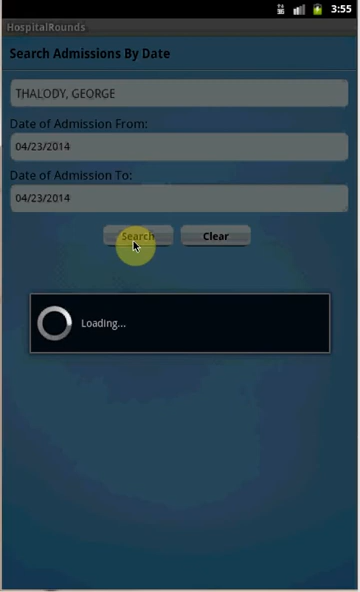 3:55
HospitalRounds
Search Admissions By Date
THALODY, GEORGE
Date of Admission From:
04/23/2014
Date of Admission To:
04/23/2014
Search Clear
Loading...